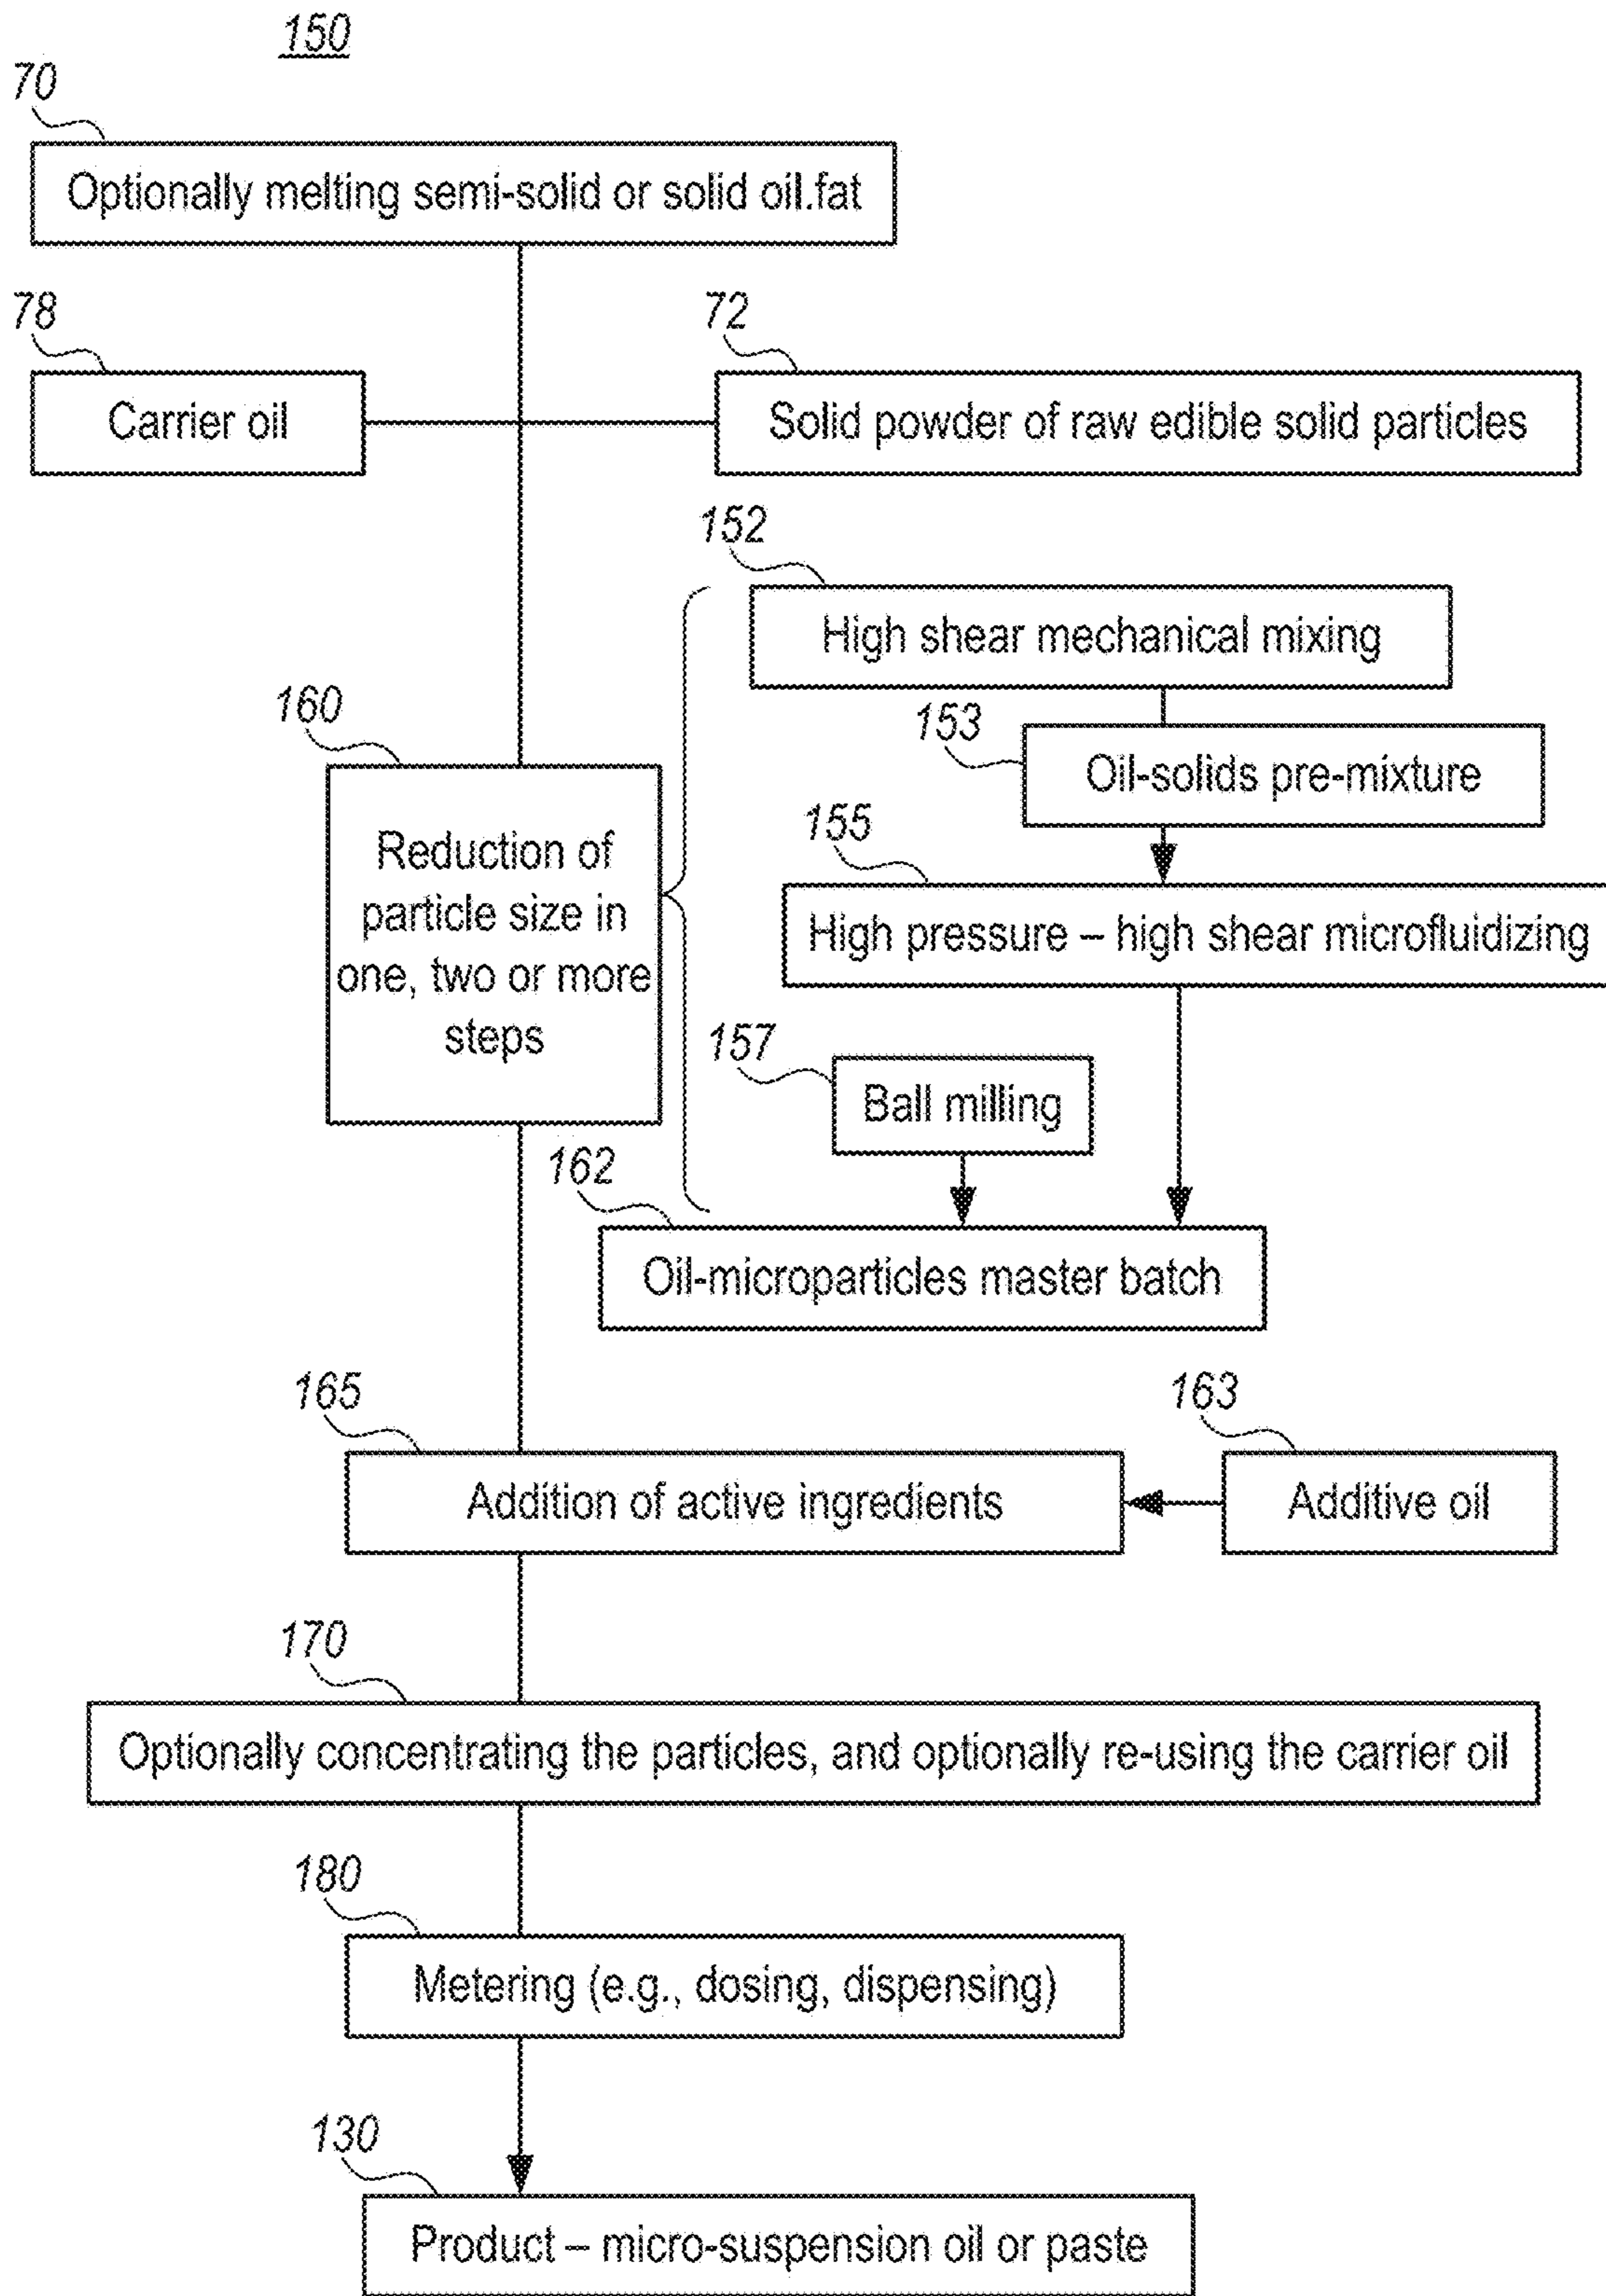 150
70
Optionally melting semi-solid or solid oil.fat
78
72
Carrier oil
Solid powder of raw edible solid particles
152
High shear mechanical mixing
160
153
Oil-solids pre-mixture
Reduction of
particle size in
one, two or more
steps
155
High pressure – high shear microfluidizing
157
Ball milling
162
Oil-microparticles master batch
165
163
Addition of active ingredients
Additive oil
170
Optionally concentrating the particles, and optionally re-using the carrier oil
180
Metering (e.g., dosing, dispensing)
130
Product – micro-suspension oil or paste